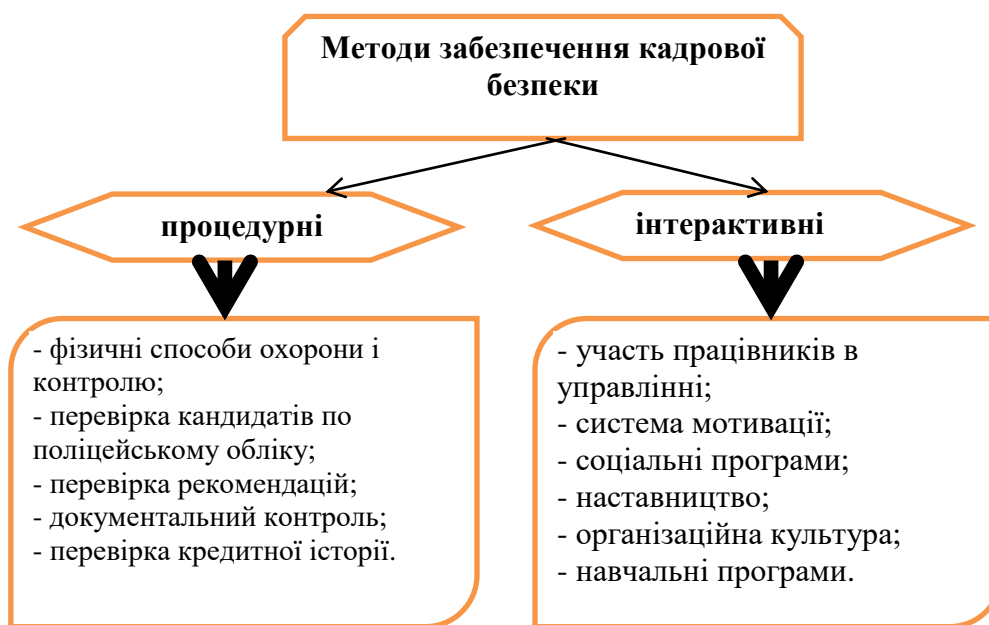 Методи забезпечення кадрової
безпеки
процедурні
інтерактивні
- фізичні способи охорони і
контролю;
- перевірка кандидатів по
поліцейському обліку;
- перевірка рекомендацій;
- документальний контроль;
- перевірка кредитної історії.
- участь працівників в
управлінні;
- система мотивації;
- соціальні програми;
- наставництво;
- організаційна культура;
- навчальні програми.